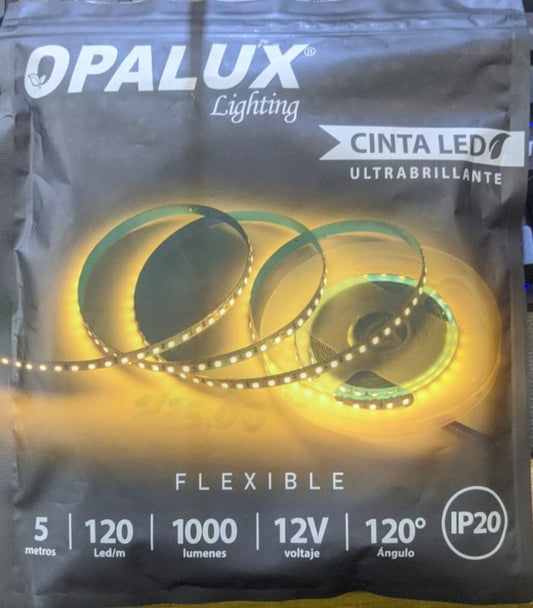 OPALUX®
Lighting
CINTA LED
ULTRABRILLANTE
FLEXIBLE
5 metros
120 Led/m
1000 lumenes
12V voltaje
120° Ángulo
IP20